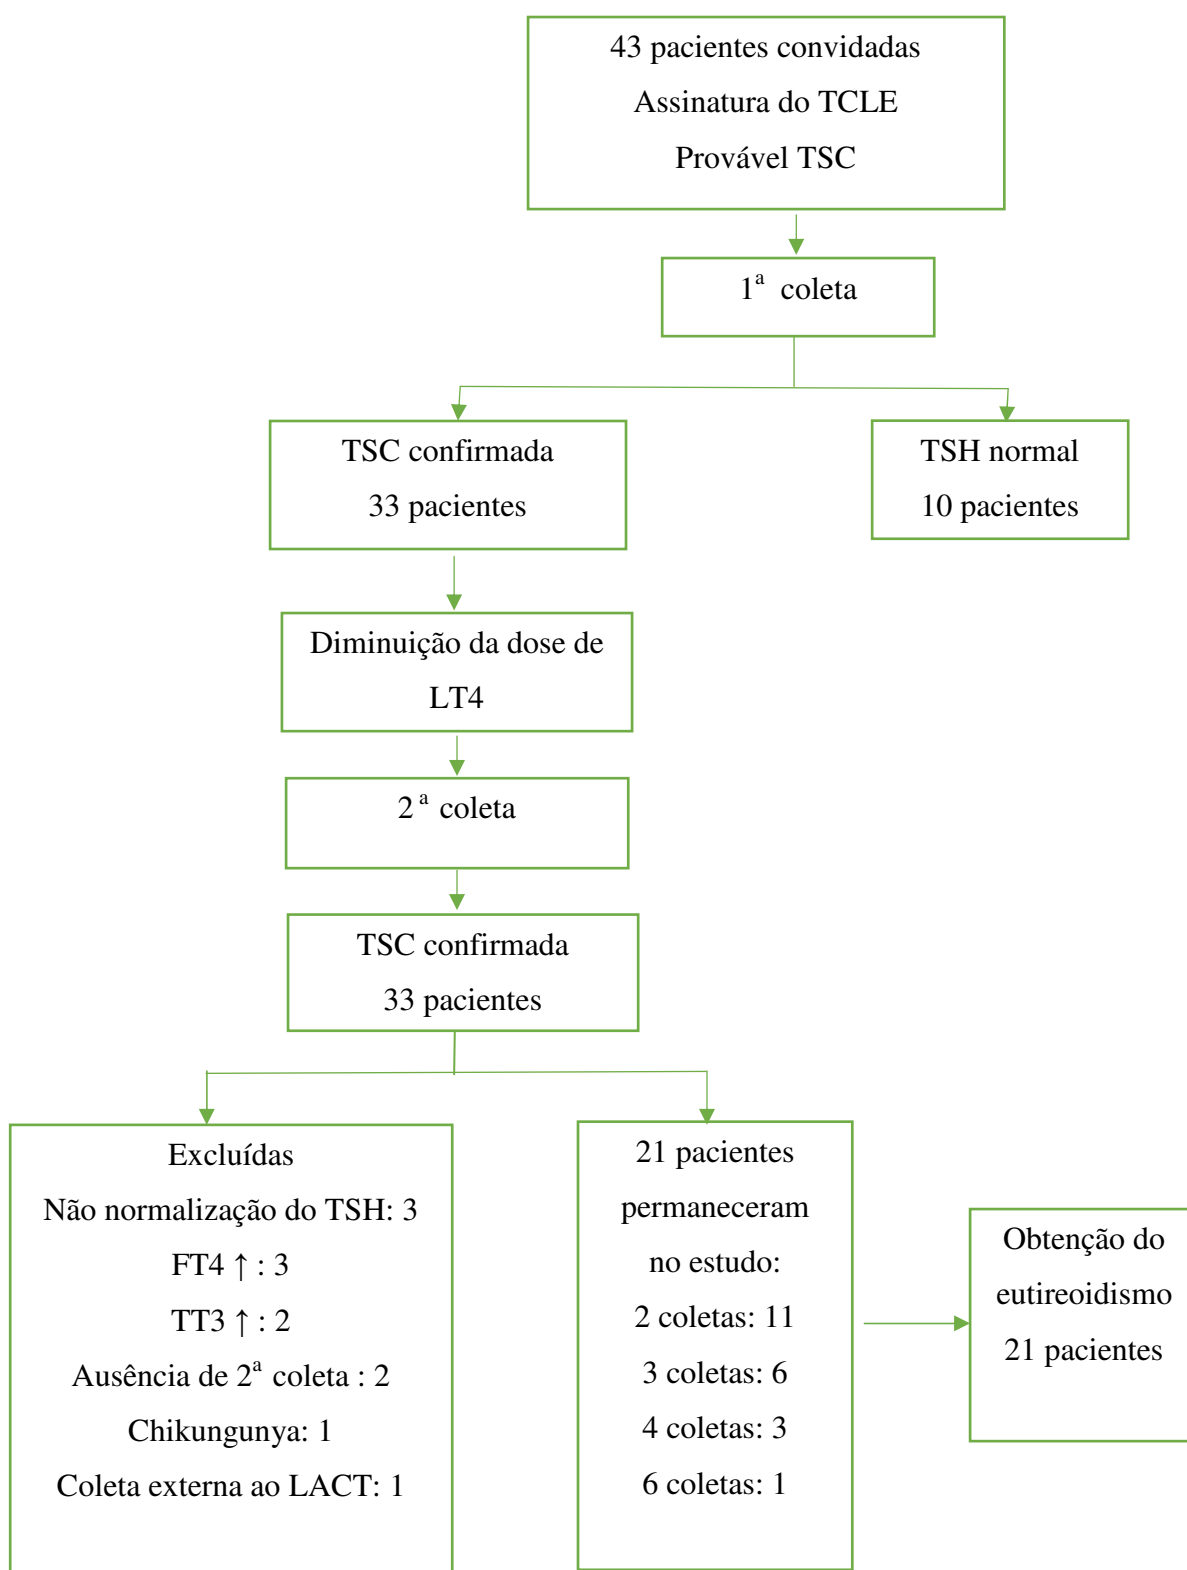 43 pacientes convidadas
Assinatura do TCLE
Provável TSC
1ª coleta
TSC confirmada
33 pacientes
TSH normal
10 pacientes
Diminuição da dose de
LT4
2ª coleta
TSC confirmada
33 pacientes
Excluídas
Não normalização do TSH: 3
FT4 ↑ : 3
TT3 ↑ : 2
Ausência de 2ª coleta : 2
Chikungunya: 1
Coleta externa ao LACT: 1
21 pacientes
permaneceram
no estudo:
2 coletas: 11
3 coletas: 6
4 coletas: 3
6 coletas: 1
Obtenção do
eutireoidismo
21 pacientes